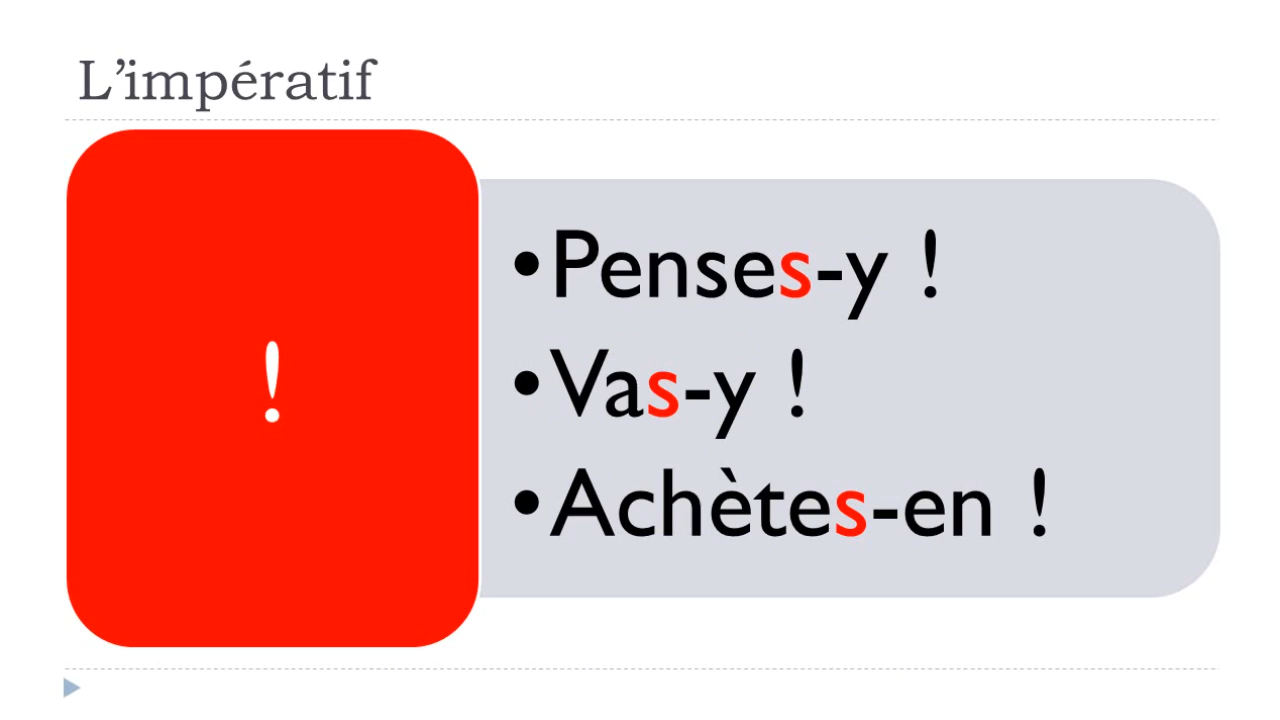 L’impératif
!
•Penses-y !
•Vas-y !
•Achètes-en !